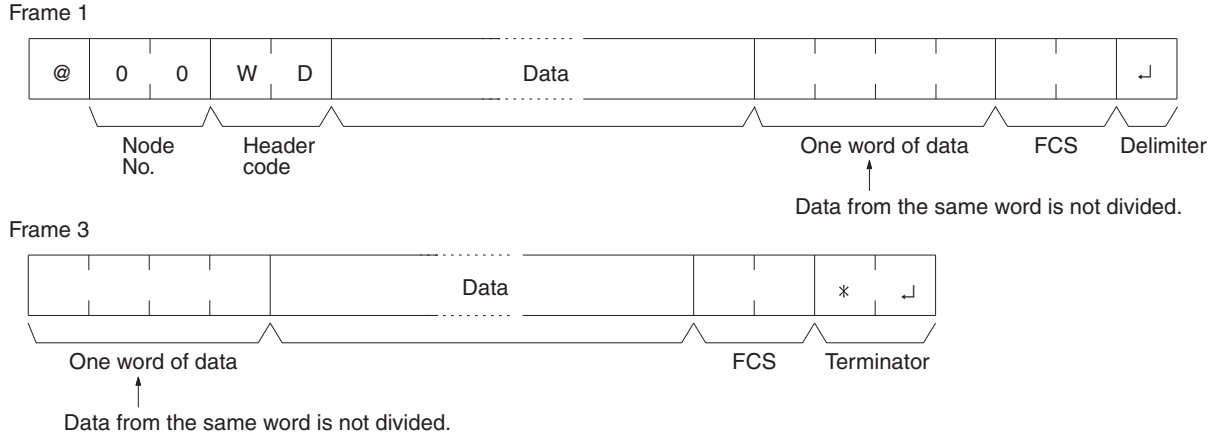 Frame 1
@ 0 0 W D Data ↵
Node No. Header code One word of data FCS Delimiter
Data from the same word is not divided.
Frame 3
Data * ↵
One word of data FCS Terminator
Data from the same word is not divided.